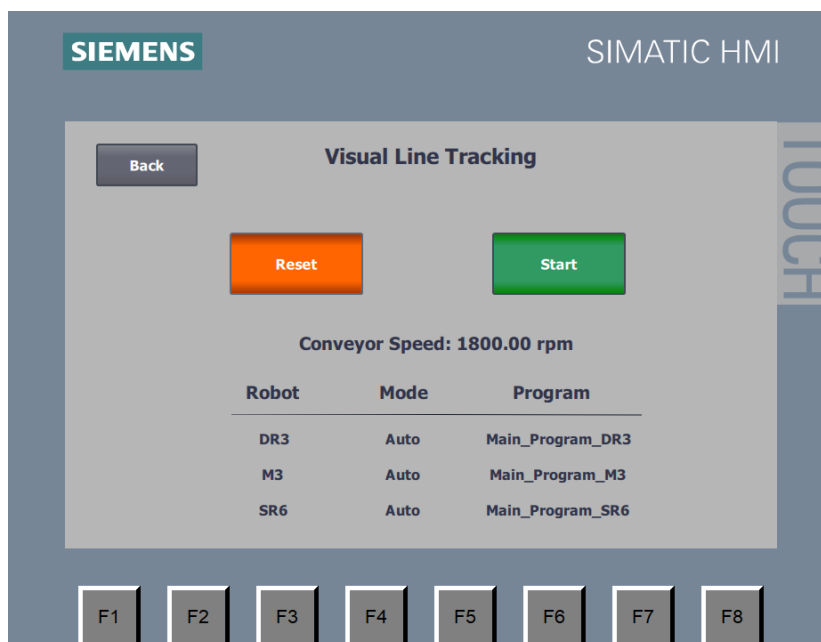 SIEMENS
SIMATIC HMI
TOUCH
Back
Visual Line Tracking
Reset
Start
Conveyor Speed: 1800.00 rpm
Robot Mode Program
DR3 Auto Main_Program_DR3
M3 Auto Main_Program_M3
SR6 Auto Main_Program_SR6
F1 F2 F3 F4 F5 F6 F7 F8